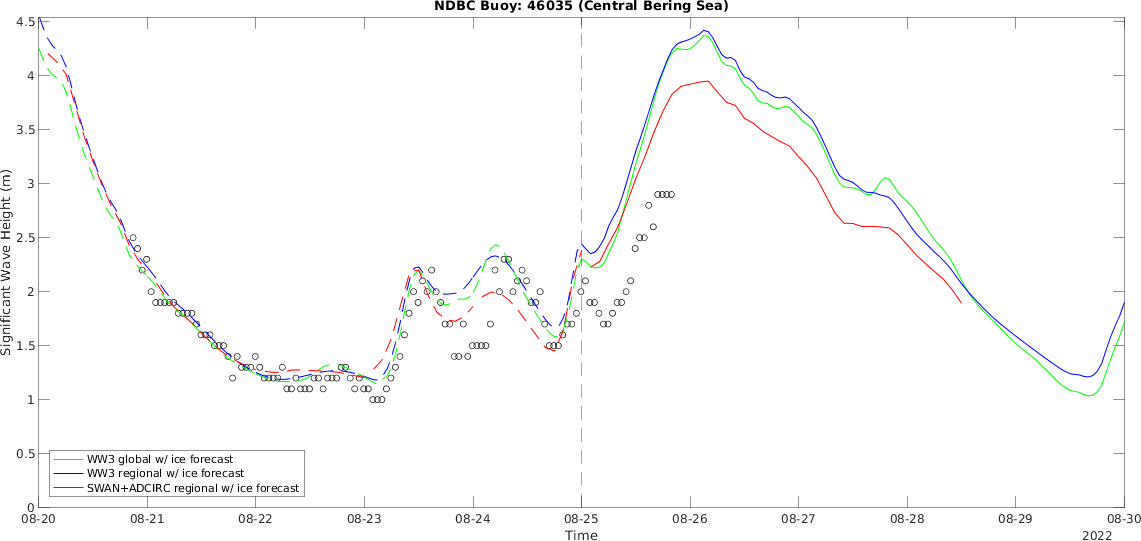 NDBC Buoy: 46035 (Central Bering Sea)
4.5
4
3.5
3
2.5
2
1.5
1
0.5
0
Significant Wave Height (m)
WW3 global w/ ice forecast
WW3 regional w/ ice forecast
SWAN+ADCIRC regional w/ ice forecast
08-20 08-21 08-22 08-23 08-24 08-25 08-26 08-27 08-28 08-29 08-30
Time
2022